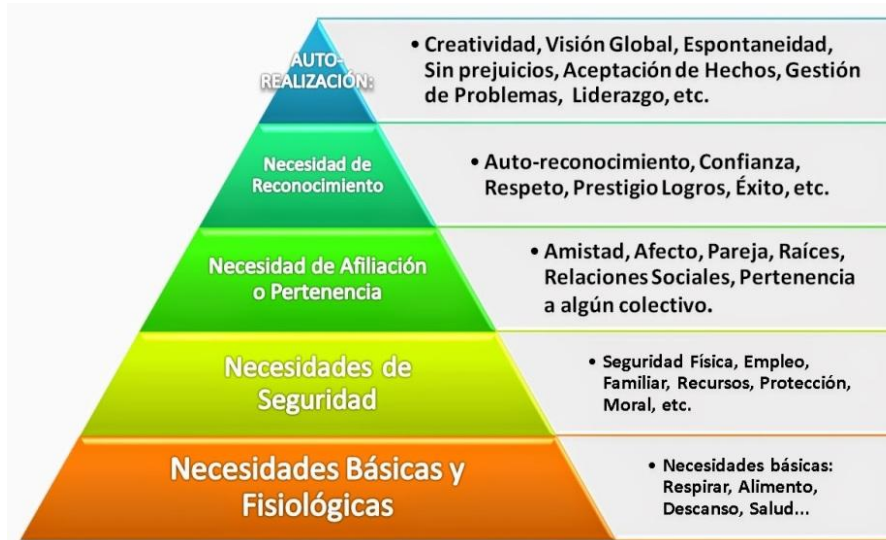 AUTO-
REALIZACIÓN:
• Creatividad, Visión Global, Espontaneidad,
Sin prejuicios, Aceptación de Hechos, Gestión
de Problemas, Liderazgo, etc.
Necesidad de
Reconocimiento
• Auto-reconocimiento, Confianza,
Respeto, Prestigio Logros, Éxito, etc.
Necesidad de Afiliación
o Pertenencia
• Amistad, Afecto, Pareja, Raíces,
Relaciones Sociales, Pertenencia
a algún colectivo.
Necesidades de
Seguridad
• Seguridad Física, Empleo,
Familiar, Recursos, Protección,
Moral, etc.
Necesidades Básicas y
Fisiológicas
• Necesidades básicas:
Respirar, Alimento,
Descanso, Salud...